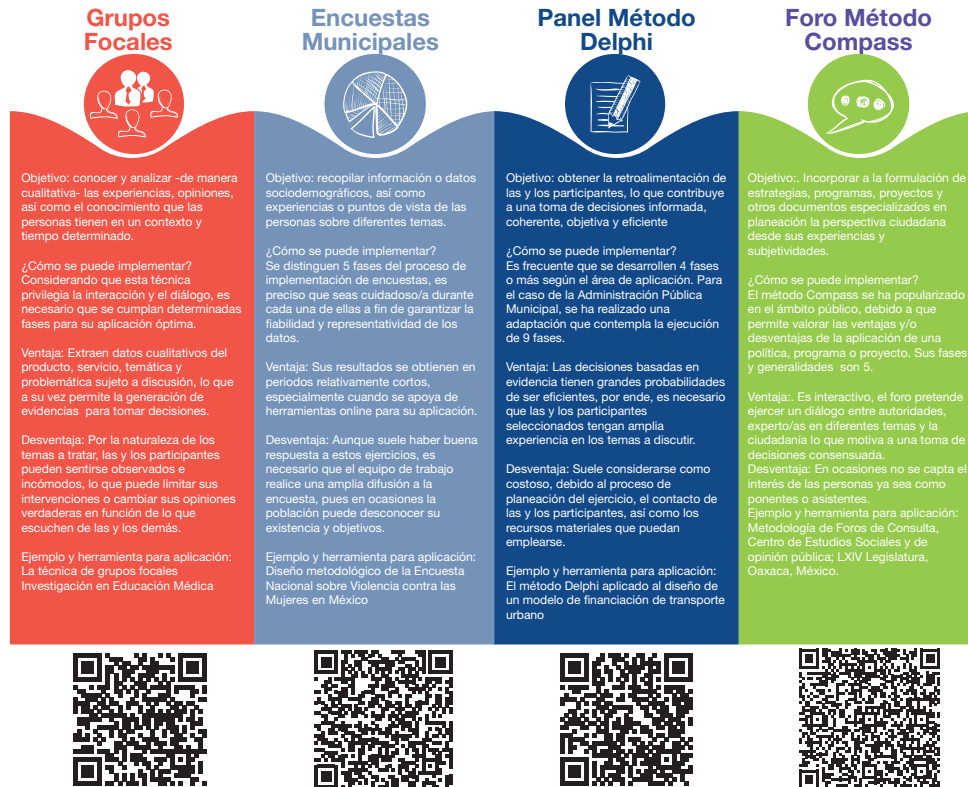 Grupos
Focales
Objetivo: conocer y analizar -de manera
cualitativa- las experiencias, opiniones,
así como el conocimiento que las
personas tienen en un contexto y
tiempo determinado.
¿Cómo se puede implementar?
Considerando que esta técnica
privilegia la interacción y el diálogo, es
necesario que se cumplan determinadas
fases para su aplicación óptima.
Ventaja: Extraen datos cualitativos del
producto, servicio, temática y
problemática sujeto a discusión, lo que
a su vez permite la generación de
evidencias para tomar decisiones.
Desventaja: Por la naturaleza de los
temas a tratar, las y los participantes
pueden sentirse observados e
incómodos, lo que puede limitar sus
intervenciones o cambiar sus opiniones
verdaderas en función de lo que
escuchen de las y los demás.
Ejemplo y herramienta para aplicación:
La técnica de grupos focales
Investigación en Educación Médica
Encuestas
Municipales
Objetivo: recopilar información o datos
sociodemográficos, así como
experiencias o puntos de vista de las
personas sobre diferentes temas.
¿Cómo se puede implementar?
Se distinguen 5 fases del proceso de
implementación de encuestas, es
preciso que seas cuidadoso/a durante
cada una de ellas a fin de garantizar la
fiabilidad y representatividad de los
datos.
Ventaja: Sus resultados se obtienen en
periodos relativamente cortos,
especialmente cuando se apoya de
herramientas online para su aplicación.
Desventaja: Aunque suele haber buena
respuesta a estos ejercicios, es
necesario que el equipo de trabajo
realice una amplia difusión a la
encuesta, pues en ocasiones la
población puede desconocer su
existencia y objetivos.
Ejemplo y herramienta para aplicación:
Diseño metodológico de la Encuesta
Nacional sobre Violencia contra las
Mujeres en México
Panel Método
Delphi
Objetivo: obtener la retroalimentación de
las y los participantes, lo que contribuye
a una toma de decisiones informada,
coherente, objetiva y eficiente
¿Cómo se puede implementar?
Es frecuente que se desarrollen 4 fases
o más según el área de aplicación. Para
el caso de la Administración Pública
Municipal, se ha realizado una
adaptación que contempla la ejecución
de 9 fases.
Ventaja: Las decisiones basadas en
evidencia tienen grandes probabilidades
de ser eficientes, por ende, es necesario
que las y los participantes
seleccionados tengan amplia
experiencia en los temas a discutir.
Desventaja: Suele considerarse como
costoso, debido al proceso de
planeación del ejercicio, el contacto de
las y los participantes, así como los
recursos materiales que puedan
emplearse.
Ejemplo y herramienta para aplicación:
El método Delphi aplicado al diseño de
un modelo de financiación de transporte
urbano
Foro Método
Compass
Objetivo:. Incorporar a la formulación de
estrategias, programas, proyectos y
otros documentos especializados en
planeación la perspectiva ciudadana
desde sus experiencias y
subjetividades.
¿Cómo se puede implementar?
El método Compass se ha popularizado
en el ámbito público, debido a que
permite valorar las ventajas y/o
desventajas de la aplicación de una
política, programa o proyecto. Sus fases
y generalidades son 5.
Ventaja:. Es interactivo, el foro pretende
ejercer un diálogo entre autoridades,
experto/as en diferentes temas y la
ciudadanía lo que motiva a una toma de
decisiones consensuada.
Desventaja: En ocasiones no se capta el
interés de las personas ya sea como
ponentes o asistentes.
Ejemplo y herramienta para aplicación:
Metodología de Foros de Consulta,
Centro de Estudios Sociales y de
opinión pública; LXIV Legislatura,
Oaxaca, México.